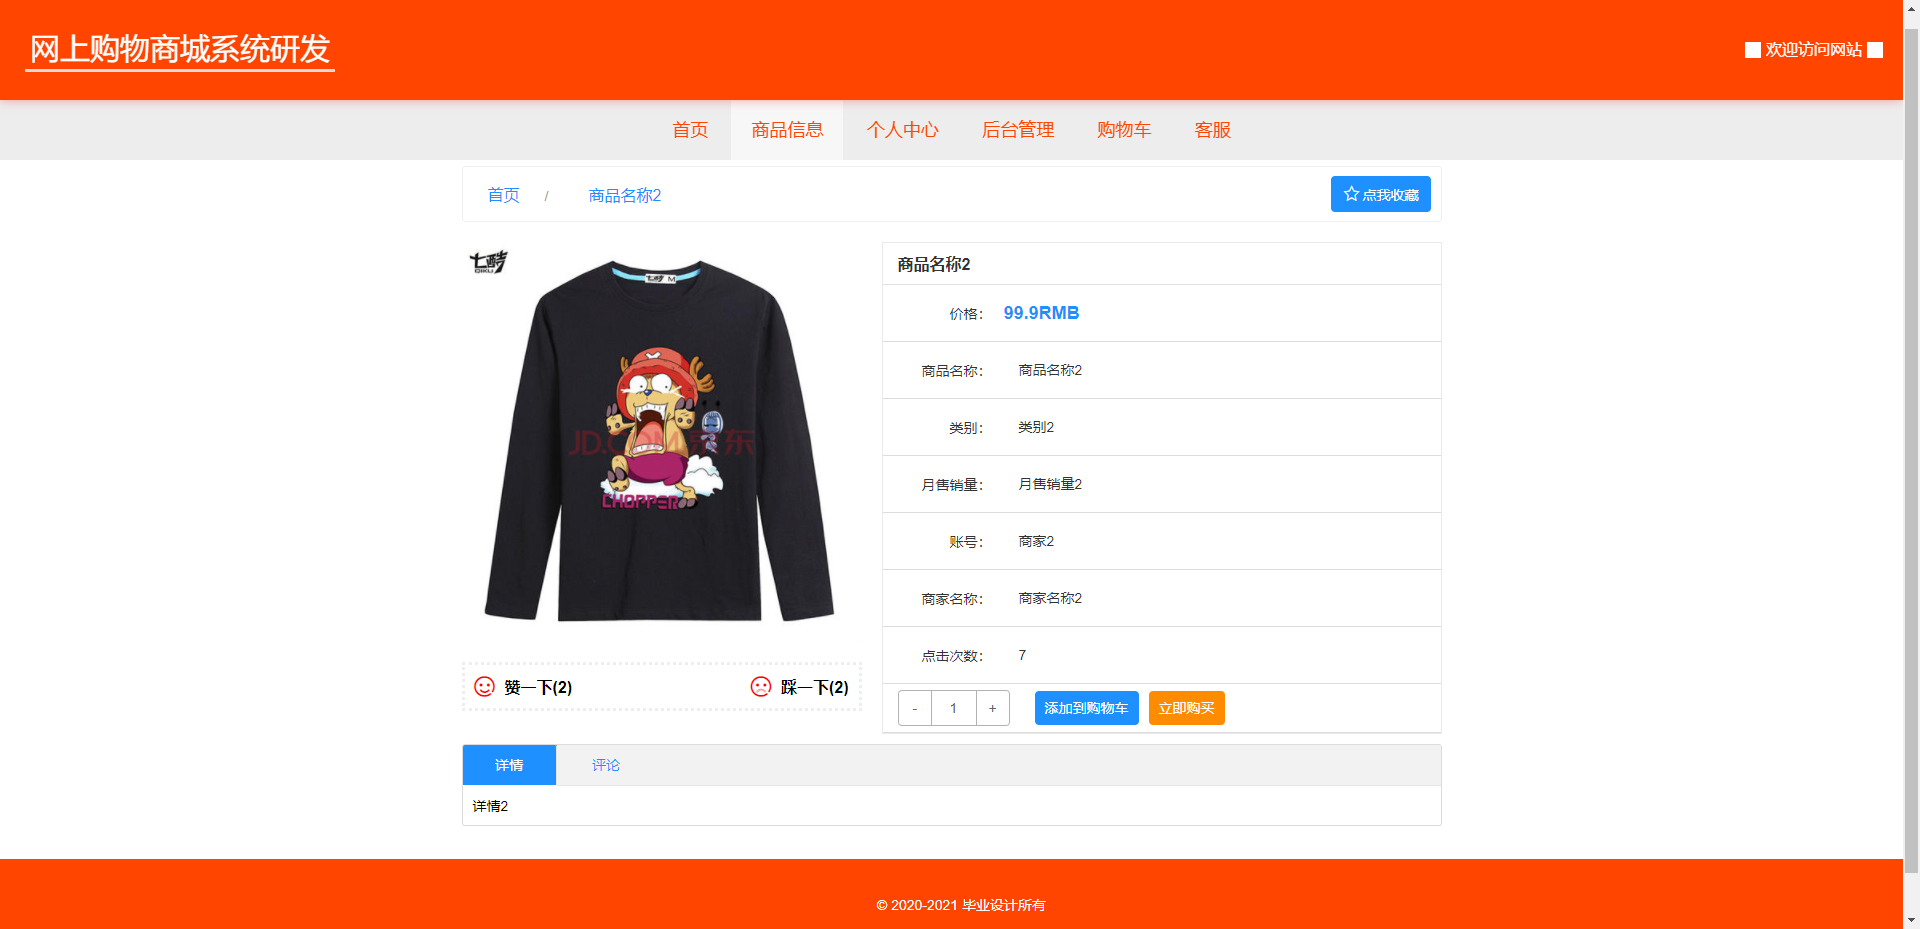 网上购物商城系统研发
欢迎访问网站
首页 商品信息 个人中心 后台管理 购物车 客服
首页 / 商品名称2
点我收藏
七酷
QIKU
七酷 M
JD.COM 京东
CHOPPER
赞一下(2) 踩一下(2)
商品名称2
价格： 99.9RMB
商品名称： 商品名称2
类别： 类别2
月售销量： 月售销量2
账号： 商家2
商家名称： 商家名称2
点击次数： 7
- 1 + 添加到购物车 立即购买
详情 评论
详情2
© 2020-2021 毕业设计所有